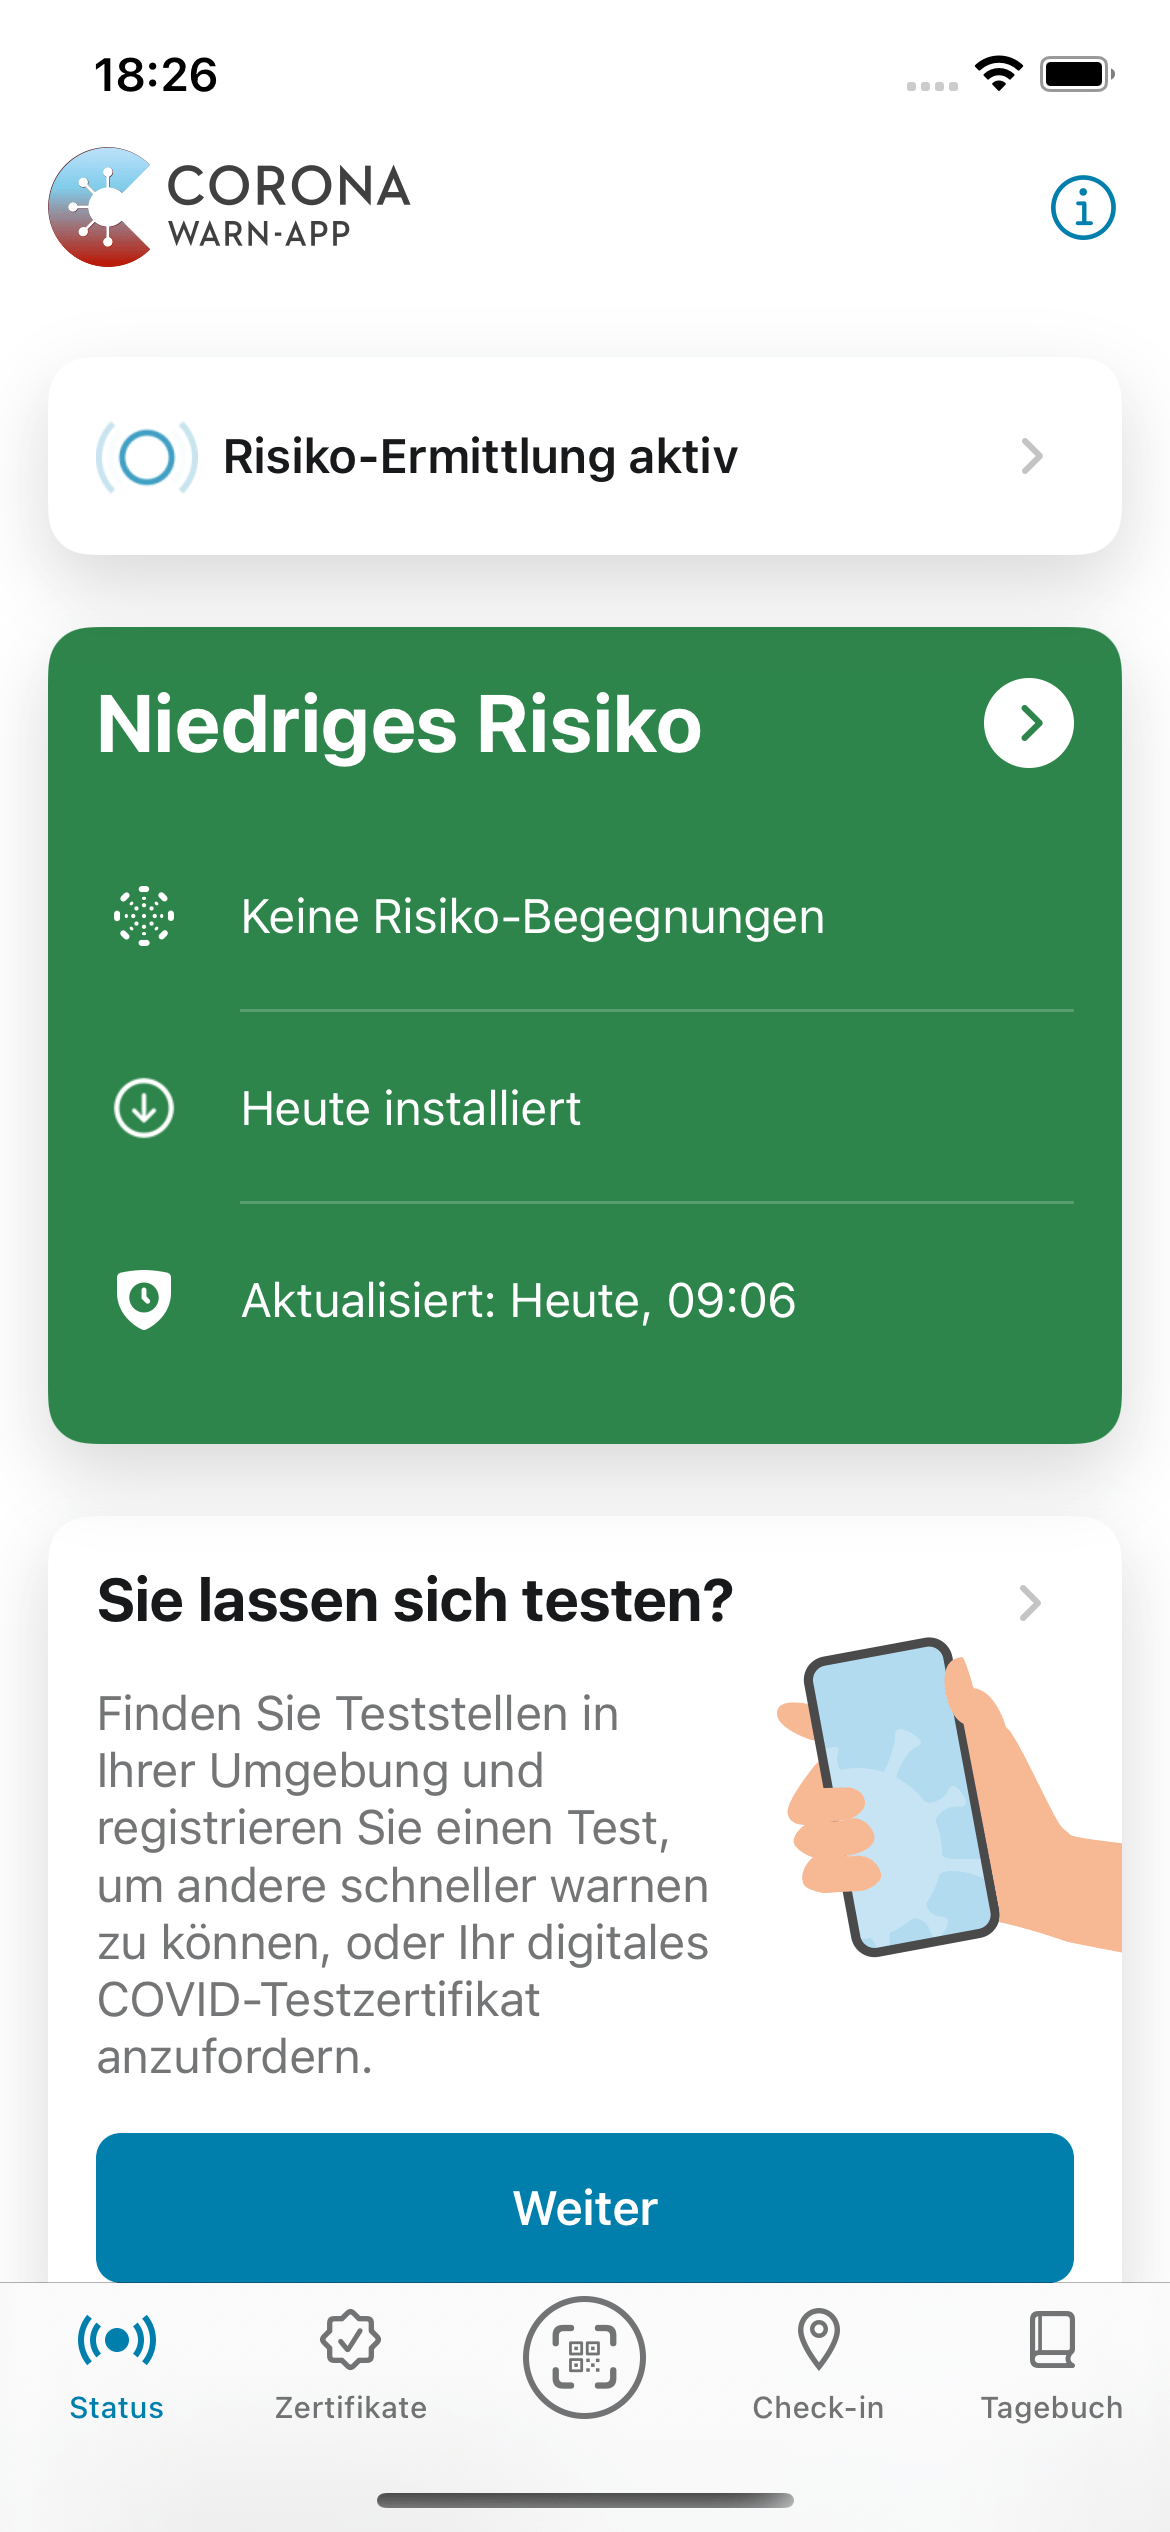 18:26
CORONA
WARN-APP
Risiko-Ermittlung aktiv
Niedriges Risiko
Keine Risiko-Begegnungen
Heute installiert
Aktualisiert: Heute, 09:06
Sie lassen sich testen?
Finden Sie Teststellen in
Ihrer Umgebung und
registrieren Sie einen Test,
um andere schneller warnen
zu können, oder Ihr digitales
COVID-Testzertifikat
anzufordern.
Weiter
Status
Zertifikate
Check-in
Tagebuch